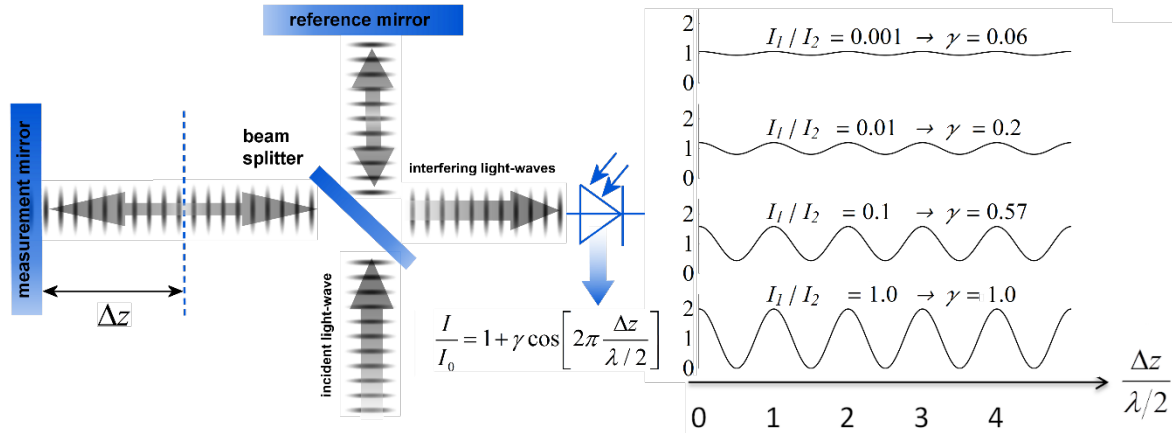 reference mirror
measurement mirror
beam
splitter
interfering light-waves
incident light-wave
Δz
I/I₀ = 1 + γ cos[2π Δz/(λ/2)]
2
1
0
I₁ / I₂ = 0.001 → γ = 0.06
2
1
0
I₁ / I₂ = 0.01 → γ = 0.2
2
1
0
I₁ / I₂ = 0.1 → γ = 0.57
2
1
0
I₁ / I₂ = 1.0 → γ = 1.0
0 1 2 3 4
Δz
λ/2